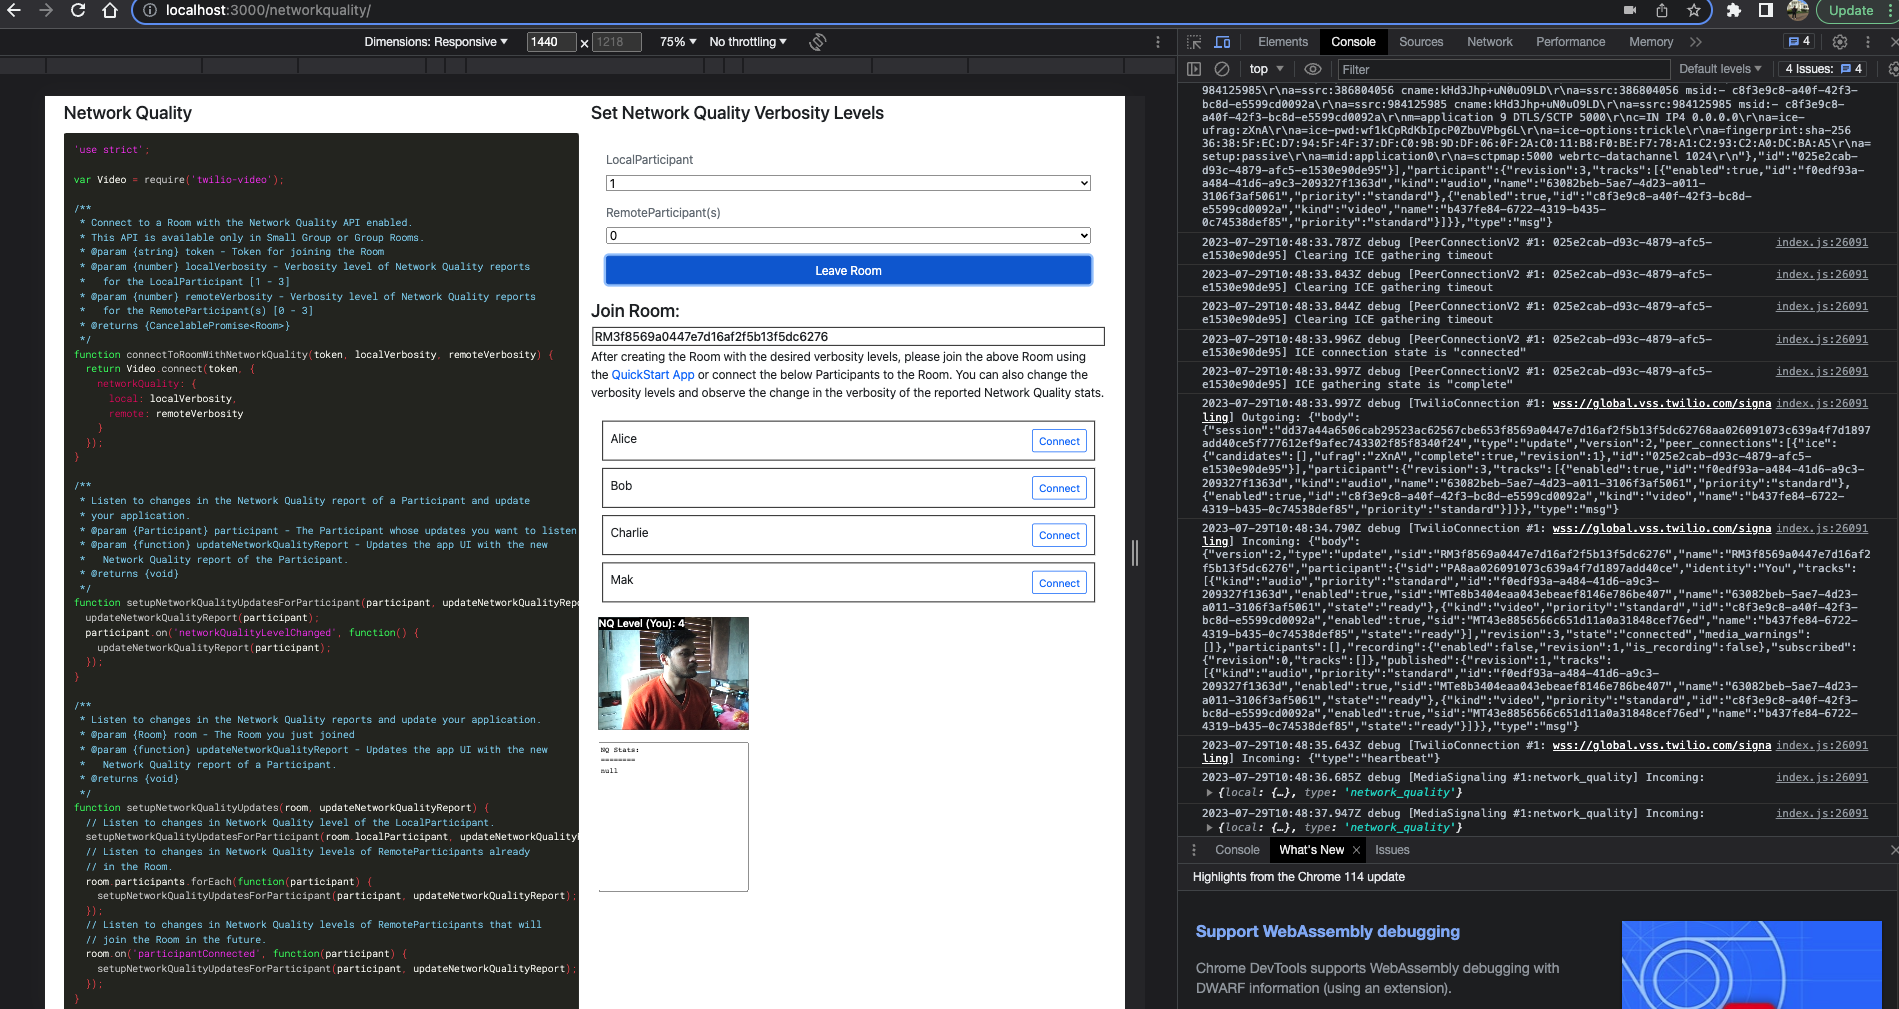 localhost:3000/networkquality/
Update
Dimensions: Responsive
1440
×
1218
75%
No throttling
Network Quality
'use strict';
var Video = require('twilio-video');
/**
* Connect to a Room with the Network Quality API enabled.
* This API is available only in Small Group or Group Rooms.
* @param {string} token - Token for joining the Room
* @param {number} localVerbosity - Verbosity level of Network Quality reports
*   for the LocalParticipant [1 - 3]
* @param {number} remoteVerbosity - Verbosity level of Network Quality reports
*   for the RemoteParticipant(s) [0 - 3]
* @returns {CancelablePromise<Room>}
*/
function connectToRoomWithNetworkQuality(token, localVerbosity, remoteVerbosity) {
return Video.connect(token, {
networkQuality: {
local: localVerbosity,
remote: remoteVerbosity
}
});
}
/**
* Listen to changes in the Network Quality report of a Participant and update
* your application.
* @param {Participant} participant - The Participant whose updates you want to listen
* @param {function} updateNetworkQualityReport - Updates the app UI with the new
*   Network Quality report of the Participant.
* @returns {void}
*/
function setupNetworkQualityUpdatesForParticipant(participant, updateNetworkQualityRepo
updateNetworkQualityReport(participant);
participant.on('networkQualityLevelChanged', function() {
updateNetworkQualityReport(participant);
});
}
/**
* Listen to changes in the Network Quality reports and update your application.
* @param {Room} room - The Room you just joined
* @param {function} updateNetworkQualityReport - Updates the app UI with the new
*   Network Quality report of a Participant.
* @returns {void}
*/
function setupNetworkQualityUpdates(room, updateNetworkQualityReport) {
// Listen to changes in Network Quality level of the LocalParticipant.
setupNetworkQualityUpdatesForParticipant(room.localParticipant, updateNetworkQualityR
// Listen to changes in Network Quality levels of RemoteParticipants already
// in the Room.
room.participants.forEach(function(participant) {
setupNetworkQualityUpdatesForParticipant(participant, updateNetworkQualityReport);
});
// Listen to changes in Network Quality levels of RemoteParticipants that will
// join the Room in the future.
room.on('participantConnected', function(participant) {
setupNetworkQualityUpdatesForParticipant(participant, updateNetworkQualityReport);
});
}
Set Network Quality Verbosity Levels
LocalParticipant
1
RemoteParticipant(s)
0
Leave Room
Join Room:
RM3f8569a0447e7d16af2f5b13f5dc6276
After creating the Room with the desired verbosity levels, please join the above Room using
the QuickStart App or connect the below Participants to the Room. You can also change the
verbosity levels and observe the change in the verbosity of the reported Network Quality stats.
Alice
Connect
Bob
Connect
Charlie
Connect
Mak
Connect
NQ Level (You): 4
NQ Stats:
========
null
Elements
Console
Sources
Network
Performance
Memory
4
top
Filter
Default levels
4 Issues:
4
984125985\r\na=ssrc:386804056 cname:kHd3Jhp+uN0uO9LD\r\na=ssrc:386804056 msid:- c8f3e9c8-a40f-42f3-
bc8d-e5599cd0092a\r\na=ssrc:984125985 cname:kHd3Jhp+uN0uO9LD\r\na=ssrc:984125985 msid:- c8f3e9c8-
a40f-42f3-bc8d-e5599cd0092a\r\nm=application 9 DTLS/SCTP 5000\r\nc=IN IP4 0.0.0.0\r\na=ice-
ufrag:zXnA\r\na=ice-pwd:wf1kCpRdKbIpcP0ZbuVPbg6L\r\na=ice-options:trickle\r\na=fingerprint:sha-256
36:38:5F:EC:D7:94:5F:4F:37:DF:C0:9B:9D:DF:06:0F:2A:C0:11:B8:F0:BE:F7:78:A1:C2:93:C2:A0:DC:BA:A5\r\na=
setup:passive\r\na=mid:application0\r\na=sctpmap:5000 webrtc-datachannel 1024\r\n"},"id":"025e2cab-
d93c-4879-afc5-e1530e90de95"}],"participant":{"revision":3,"tracks":[{"enabled":true,"id":"f0edf93a-
a484-41d6-a9c3-209327f1363d","kind":"audio","name":"63082beb-5ae7-4d23-a011-
3106f3af5061","priority":"standard"},{"enabled":true,"id":"c8f3e9c8-a40f-42f3-bc8d-
e5599cd0092a","kind":"video","name":"b437fe84-6722-4319-b435-
0c74538def85","priority":"standard"}]}},"type":"msg"}
2023-07-29T10:48:33.787Z debug [PeerConnectionV2 #1: 025e2cab-d93c-4879-afc5-
index.js:26091
e1530e90de95] Clearing ICE gathering timeout
2023-07-29T10:48:33.843Z debug [PeerConnectionV2 #1: 025e2cab-d93c-4879-afc5-
index.js:26091
e1530e90de95] Clearing ICE gathering timeout
2023-07-29T10:48:33.844Z debug [PeerConnectionV2 #1: 025e2cab-d93c-4879-afc5-
index.js:26091
e1530e90de95] Clearing ICE gathering timeout
2023-07-29T10:48:33.996Z debug [PeerConnectionV2 #1: 025e2cab-d93c-4879-afc5-
index.js:26091
e1530e90de95] ICE connection state is "connected"
2023-07-29T10:48:33.997Z debug [PeerConnectionV2 #1: 025e2cab-d93c-4879-afc5-
index.js:26091
e1530e90de95] ICE gathering state is "complete"
2023-07-29T10:48:33.997Z debug [TwilioConnection #1: wss://global.vss.twilio.com/signa
index.js:26091
ling] Outgoing: {"body":
{"session":"dd37a44a6506cab29523ac62567cbe653f8569a0447e7d16af2f5b13f5dc62768aa026091073c639a4f7d1897
add40ce5f777612ef9afec743302f85f8340f24","type":"update","version":2,"peer_connections":[{"ice":
{"candidates":[],"ufrag":"zXnA","complete":true,"revision":1},"id":"025e2cab-d93c-4879-afc5-
e1530e90de95"}],"participant":{"revision":3,"tracks":[{"enabled":true,"id":"f0edf93a-a484-41d6-a9c3-
209327f1363d","kind":"audio","name":"63082beb-5ae7-4d23-a011-3106f3af5061","priority":"standard"},
{"enabled":true,"id":"c8f3e9c8-a40f-42f3-bc8d-e5599cd0092a","kind":"video","name":"b437fe84-6722-
4319-b435-0c74538def85","priority":"standard"}]}},"type":"msg"}
2023-07-29T10:48:34.790Z debug [TwilioConnection #1: wss://global.vss.twilio.com/signa
index.js:26091
ling] Incoming: {"body":
{"version":2,"type":"update","sid":"RM3f8569a0447e7d16af2f5b13f5dc6276","name":"RM3f8569a0447e7d16af2
f5b13f5dc6276","participant":{"sid":"PA8aa026091073c639a4f7d1897add40ce","identity":"You","tracks":
[{"kind":"audio","priority":"standard","id":"f0edf93a-a484-41d6-a9c3-
209327f1363d","enabled":true,"sid":"MTe8b3404eaa043ebeaef8146e786be407","name":"63082beb-5ae7-4d23-
a011-3106f3af5061","state":"ready"},{"kind":"video","priority":"standard","id":"c8f3e9c8-a40f-42f3-
bc8d-e5599cd0092a","enabled":true,"sid":"MT43e8856566c651d11a0a31848cef76ed","name":"b437fe84-6722-
4319-b435-0c74538def85","state":"ready"}],"revision":3,"state":"connected","media_warnings":
[]},"participants":[],"recording":{"enabled":false,"revision":1,"is_recording":false},"subscribed":
{"revision":0,"tracks":[]},"published":{"revision":1,"tracks":
[{"kind":"audio","priority":"standard","id":"f0edf93a-a484-41d6-a9c3-
209327f1363d","enabled":true,"sid":"MTe8b3404eaa043ebeaef8146e786be407","name":"63082beb-5ae7-4d23-
a011-3106f3af5061","state":"ready"},{"kind":"video","priority":"standard","id":"c8f3e9c8-a40f-42f3-
bc8d-e5599cd0092a","enabled":true,"sid":"MT43e8856566c651d11a0a31848cef76ed","name":"b437fe84-6722-
4319-b435-0c74538def85","state":"ready"}]}},"type":"msg"}
2023-07-29T10:48:35.643Z debug [TwilioConnection #1: wss://global.vss.twilio.com/signa
index.js:26091
ling] Incoming: {"type":"heartbeat"}
2023-07-29T10:48:36.685Z debug [MediaSignaling #1:network_quality] Incoming:
index.js:26091
{local: {…}, type: 'network_quality'}
2023-07-29T10:48:37.947Z debug [MediaSignaling #1:network_quality] Incoming:
index.js:26091
{local: {…}, type: 'network_quality'}
Console
What's New
Issues
Highlights from the Chrome 114 update
Support WebAssembly debugging
Chrome DevTools supports WebAssembly debugging with
DWARF information (using an extension).